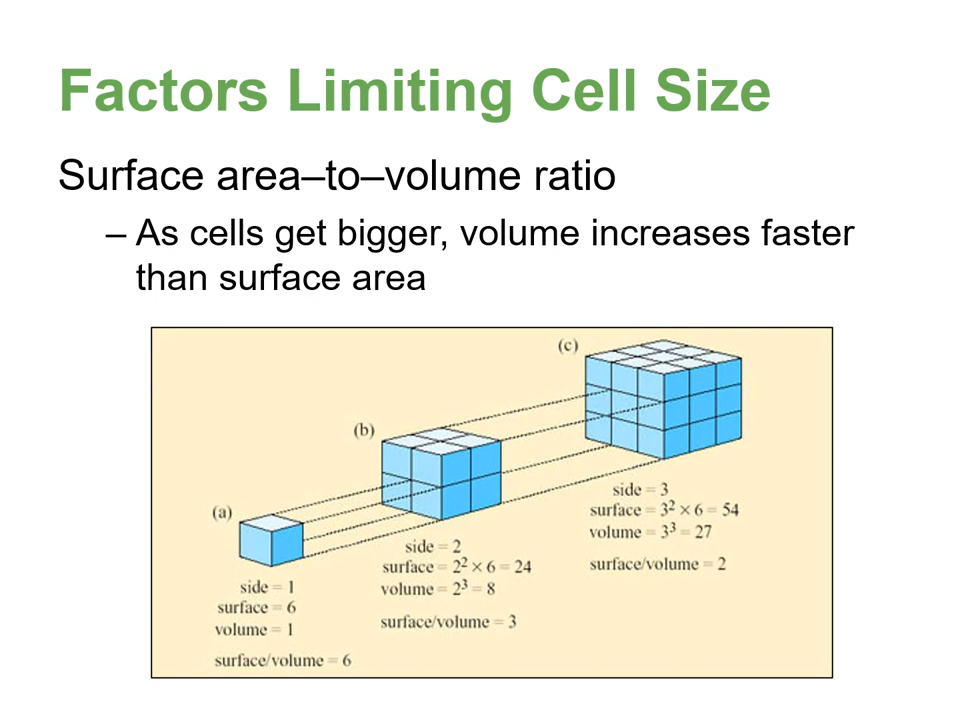 Factors Limiting Cell Size
Surface area–to–volume ratio
– As cells get bigger, volume increases faster
than surface area
(a)
side = 1
surface = 6
volume = 1
surface/volume = 6
(b)
side = 2
surface = 2² × 6 = 24
volume = 2³ = 8
surface/volume = 3
(c)
side = 3
surface = 3² × 6 = 54
volume = 3³ = 27
surface/volume = 2